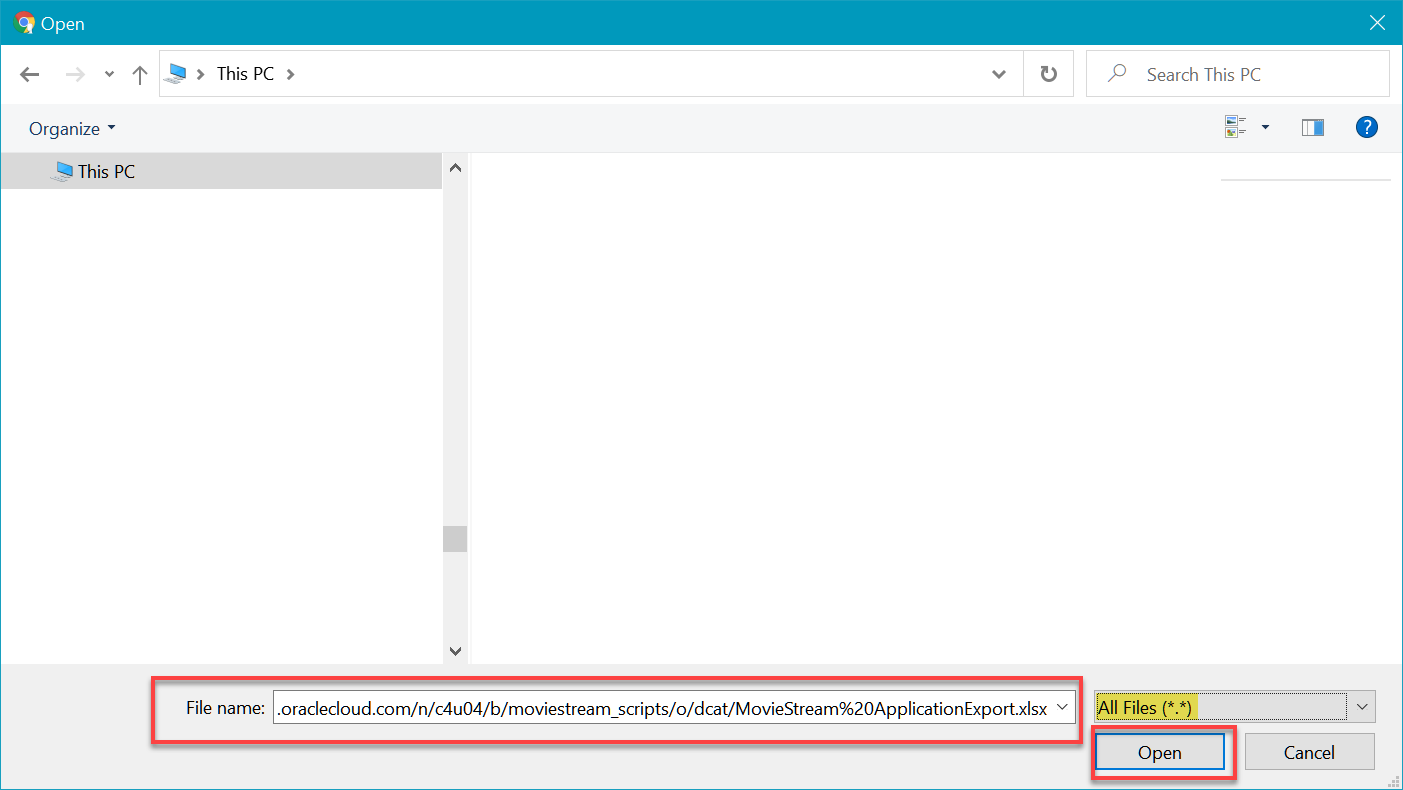 Open
This PC
Search This PC
Organize
?
This PC
File name: .oraclecloud.com/n/c4u04/b/moviestream_scripts/o/dcat/MovieStream%20ApplicationExport.xlsx
All Files (*.*)
Open
Cancel